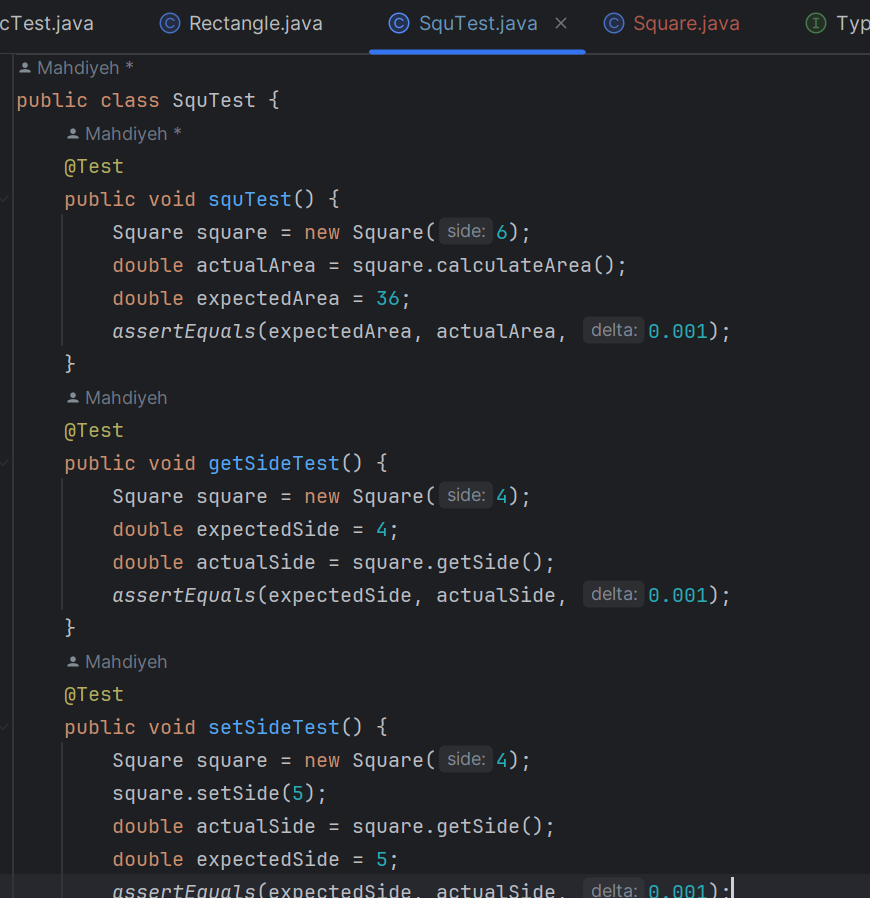 cTest.java Rectangle.java SquTest.java Square.java Typ
Mahdiyeh *
public class SquTest {
Mahdiyeh *
@Test
public void squTest() {
Square square = new Square( side: 6);
double actualArea = square.calculateArea();
double expectedArea = 36;
assertEquals(expectedArea, actualArea, delta: 0.001);
}
Mahdiyeh
@Test
public void getSideTest() {
Square square = new Square( side: 4);
double expectedSide = 4;
double actualSide = square.getSide();
assertEquals(expectedSide, actualSide, delta: 0.001);
}
Mahdiyeh
@Test
public void setSideTest() {
Square square = new Square( side: 4);
square.setSide(5);
double actualSide = square.getSide();
double expectedSide = 5;
assertEquals(expectedSide, actualSide, delta: 0.001);